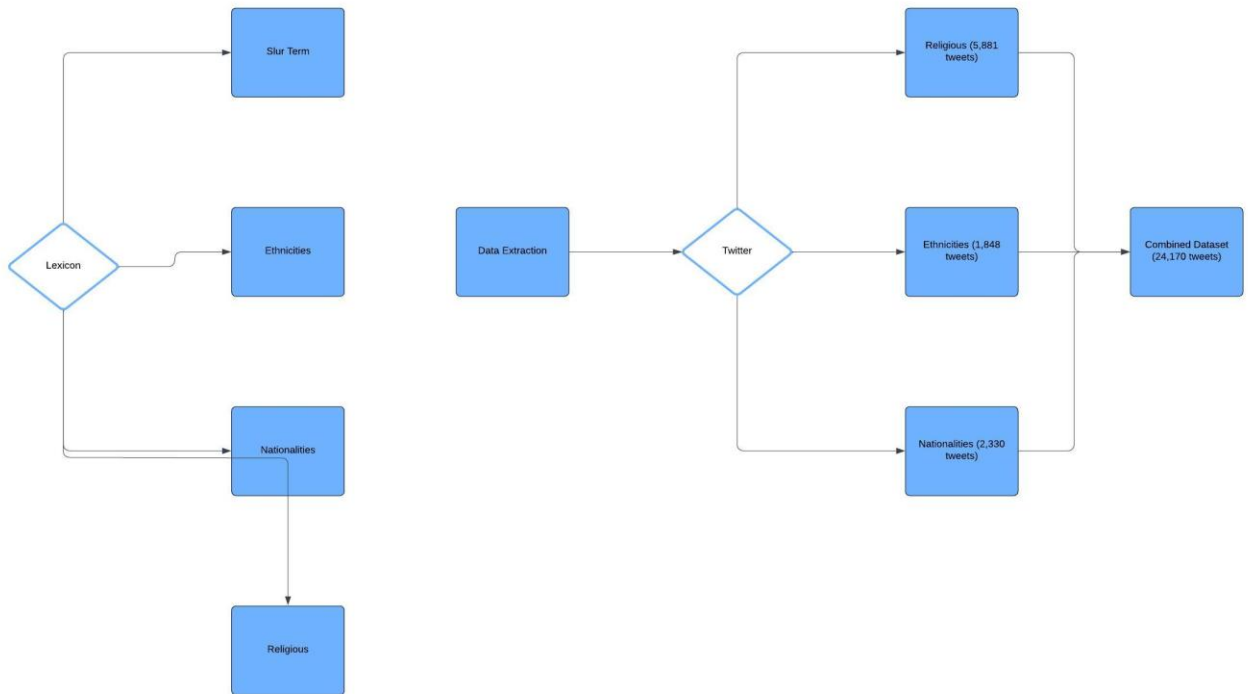 Slur Term
Lexicon
Ethnicities
Nationalities
Religious
Data Extraction
Twitter
Religious (5,881
tweets)
Ethnicities (1,848
tweets)
Nationalities (2,330
tweets)
Combined Dataset
(24,170 tweets)